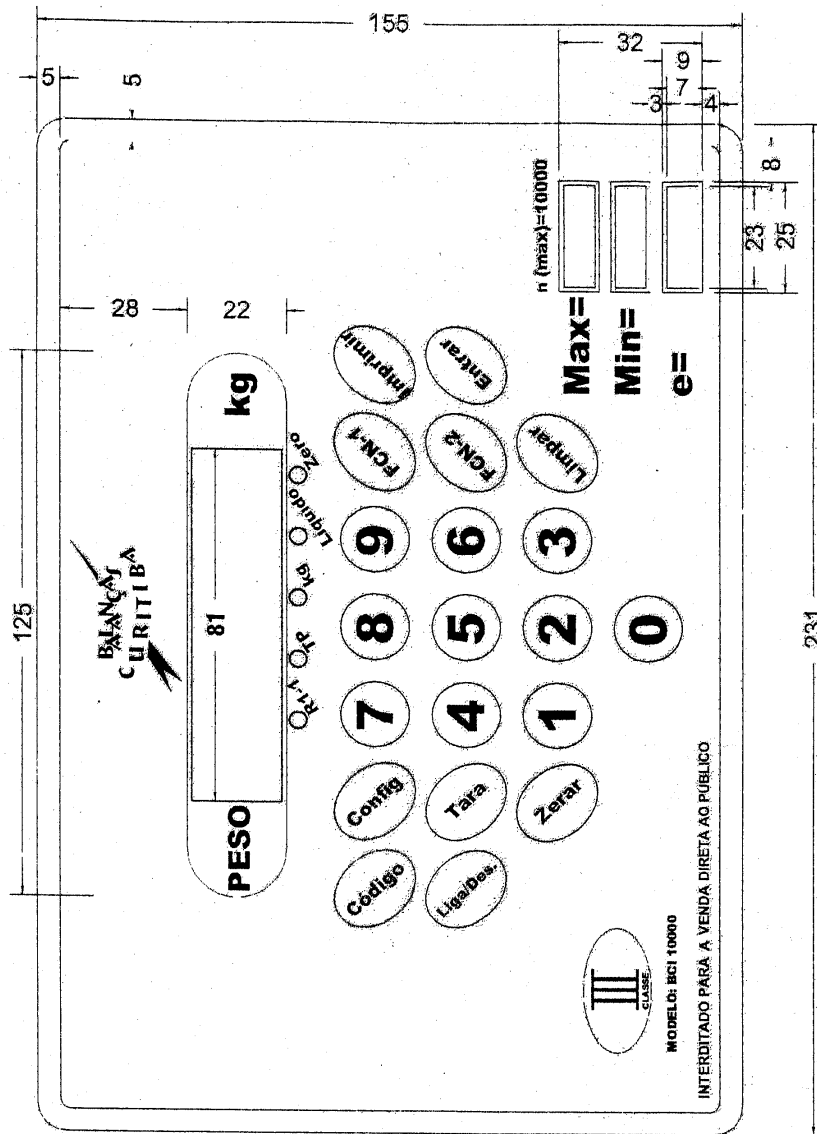 BALANÇAS
CURITIBA
PESO
kg
R1-1
TP
kg
Líquido
Zero
Código
Config
7
8
9
FCN-1
Imprimir
Liga/Des.
Tara
4
5
6
FCN-2
Entrar
Zerar
1
2
3
Limpar
0
III
CLASSE
MODELO: BCI 10000
INTERDITADO PARA A VENDA DIRETA AO PÚBLICO
n (max)=10000
Max=
Min=
e=
155
5
5
32
9
7
3
4
8
23
25
28
22
125
81
231